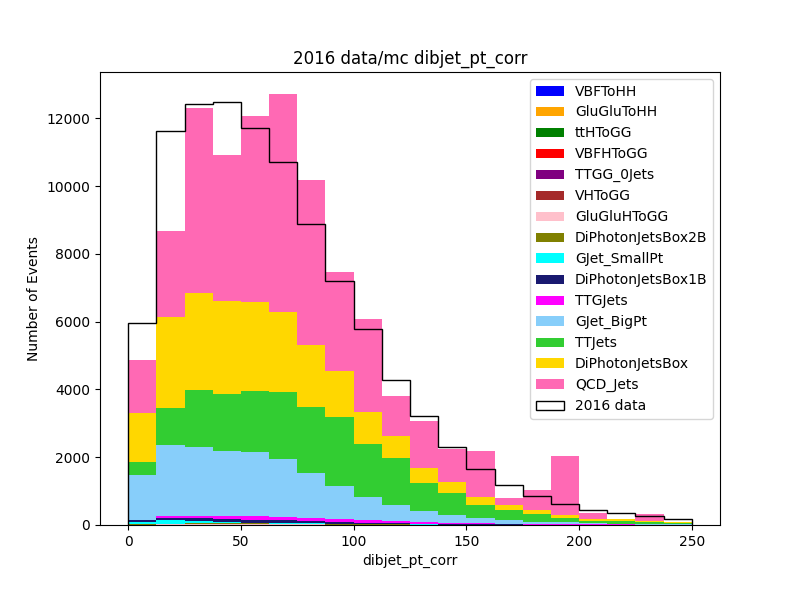 2016 data/mc dibjet_pt_corr
12000
10000
8000
6000
4000
2000
0
Number of Events
0
50
100
150
200
250
dibjet_pt_corr
VBFToHH
GluGluToHH
ttHToGG
VBFHToGG
TTGG_0Jets
VHToGG
GluGluHToGG
DiPhotonJetsBox2B
GJet_SmallPt
DiPhotonJetsBox1B
TTGJets
GJet_BigPt
TTJets
DiPhotonJetsBox
QCD_Jets
2016 data